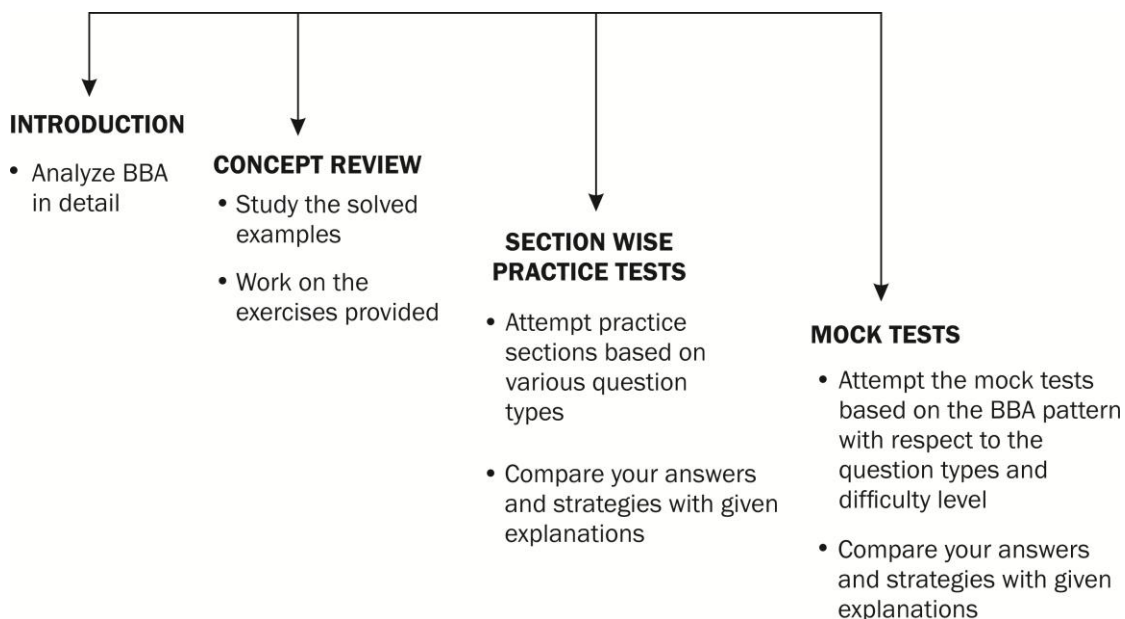 INTRODUCTION
• Analyze BBA
in detail
CONCEPT REVIEW
• Study the solved
examples
• Work on the
exercises provided
SECTION WISE
PRACTICE TESTS
• Attempt practice
sections based on
various question
types
• Compare your answers
and strategies with given
explanations
MOCK TESTS
• Attempt the mock tests
based on the BBA pattern
with respect to the
question types and
difficulty level
• Compare your answers
and strategies with given
explanations